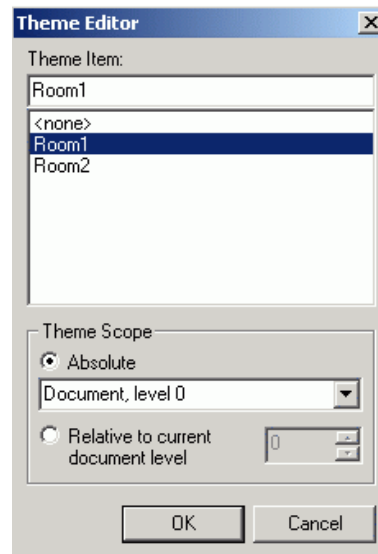 Theme Editor
Theme Item:
Room1
<none>
Room1
Room2
Theme Scope
Absolute
Document, level 0
Relative to current
document level
0
OK
Cancel